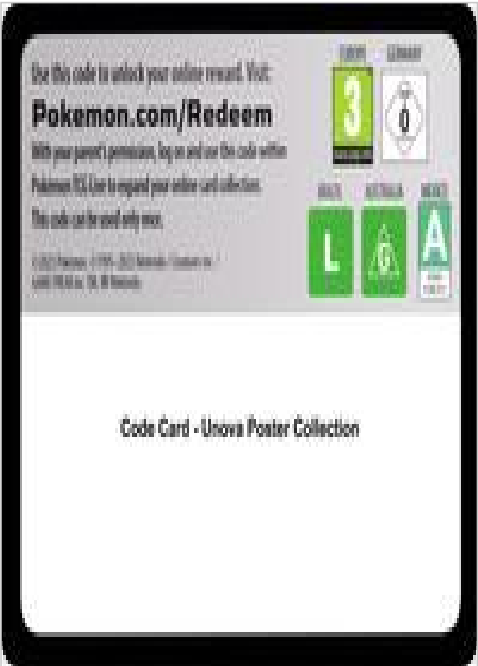 Use this code to unlock your online reward. Visit:
Pokemon.com/Redeem
With your parent's permission, log on and use this code within
Pokémon TCG Live to expand your online card collection.
This code can be used only once.
EUROPE GERMANY
3
0
BRAZIL AUSTRALIA MEXICO
L
G
A
Code Card - Unova Poster Collection